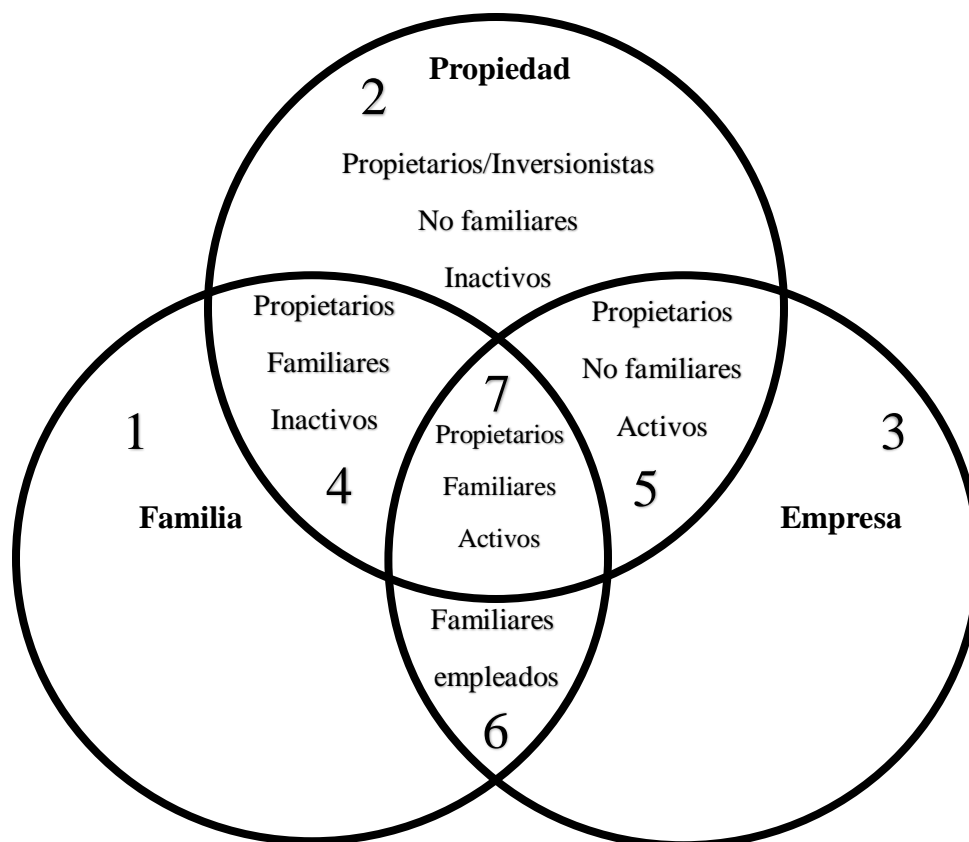 Propiedad
2
Propietarios/Inversionistas
No familiares
Inactivos
Propietarios
Familiares
Inactivos
4
Propietarios
No familiares
Activos
5
7
Propietarios
Familiares
Activos
1
Familia
3
Empresa
Familiares
empleados
6